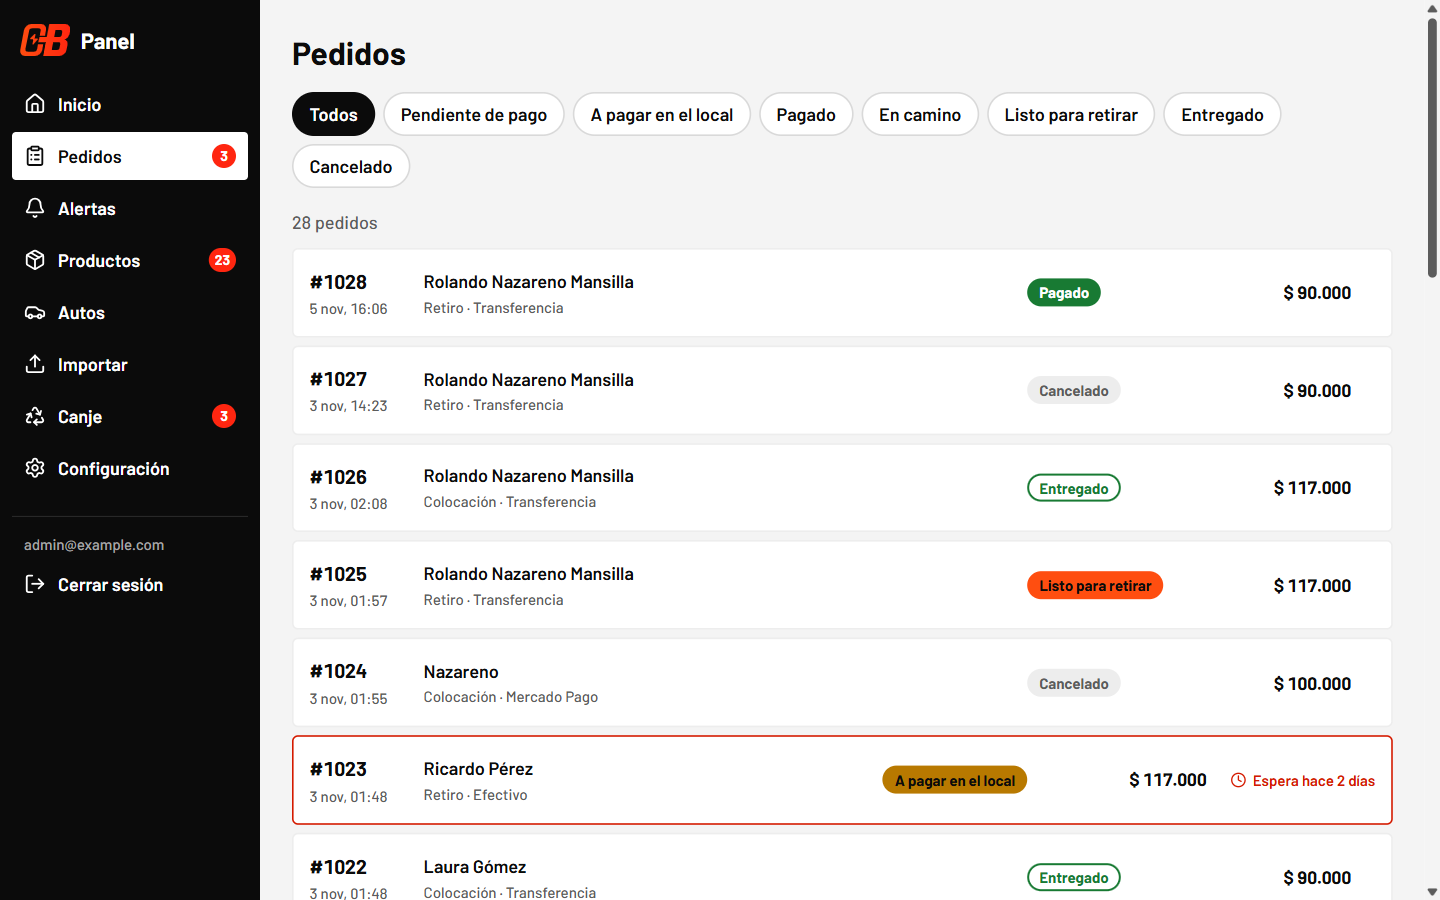 CB Panel
Inicio
Pedidos 3
Alertas
Productos 23
Autos
Importar
Canje 3
Configuración
admin@example.com
Cerrar sesión
Pedidos
Todos Pendiente de pago A pagar en el local Pagado En camino Listo para retirar Entregado
Cancelado
28 pedidos
#1028 Rolando Nazareno Mansilla Pagado $ 90.000
5 nov, 16:06 Retiro · Transferencia
#1027 Rolando Nazareno Mansilla Cancelado $ 90.000
3 nov, 14:23 Retiro · Transferencia
#1026 Rolando Nazareno Mansilla Entregado $ 117.000
3 nov, 02:08 Colocación · Transferencia
#1025 Rolando Nazareno Mansilla Listo para retirar $ 117.000
3 nov, 01:57 Retiro · Transferencia
#1024 Nazareno Cancelado $ 100.000
3 nov, 01:55 Colocación · Mercado Pago
#1023 Ricardo Pérez A pagar en el local $ 117.000 Espera hace 2 días
3 nov, 01:48 Retiro · Efectivo
#1022 Laura Gómez Entregado $ 90.000
3 nov, 01:48 Colocación · Transferencia